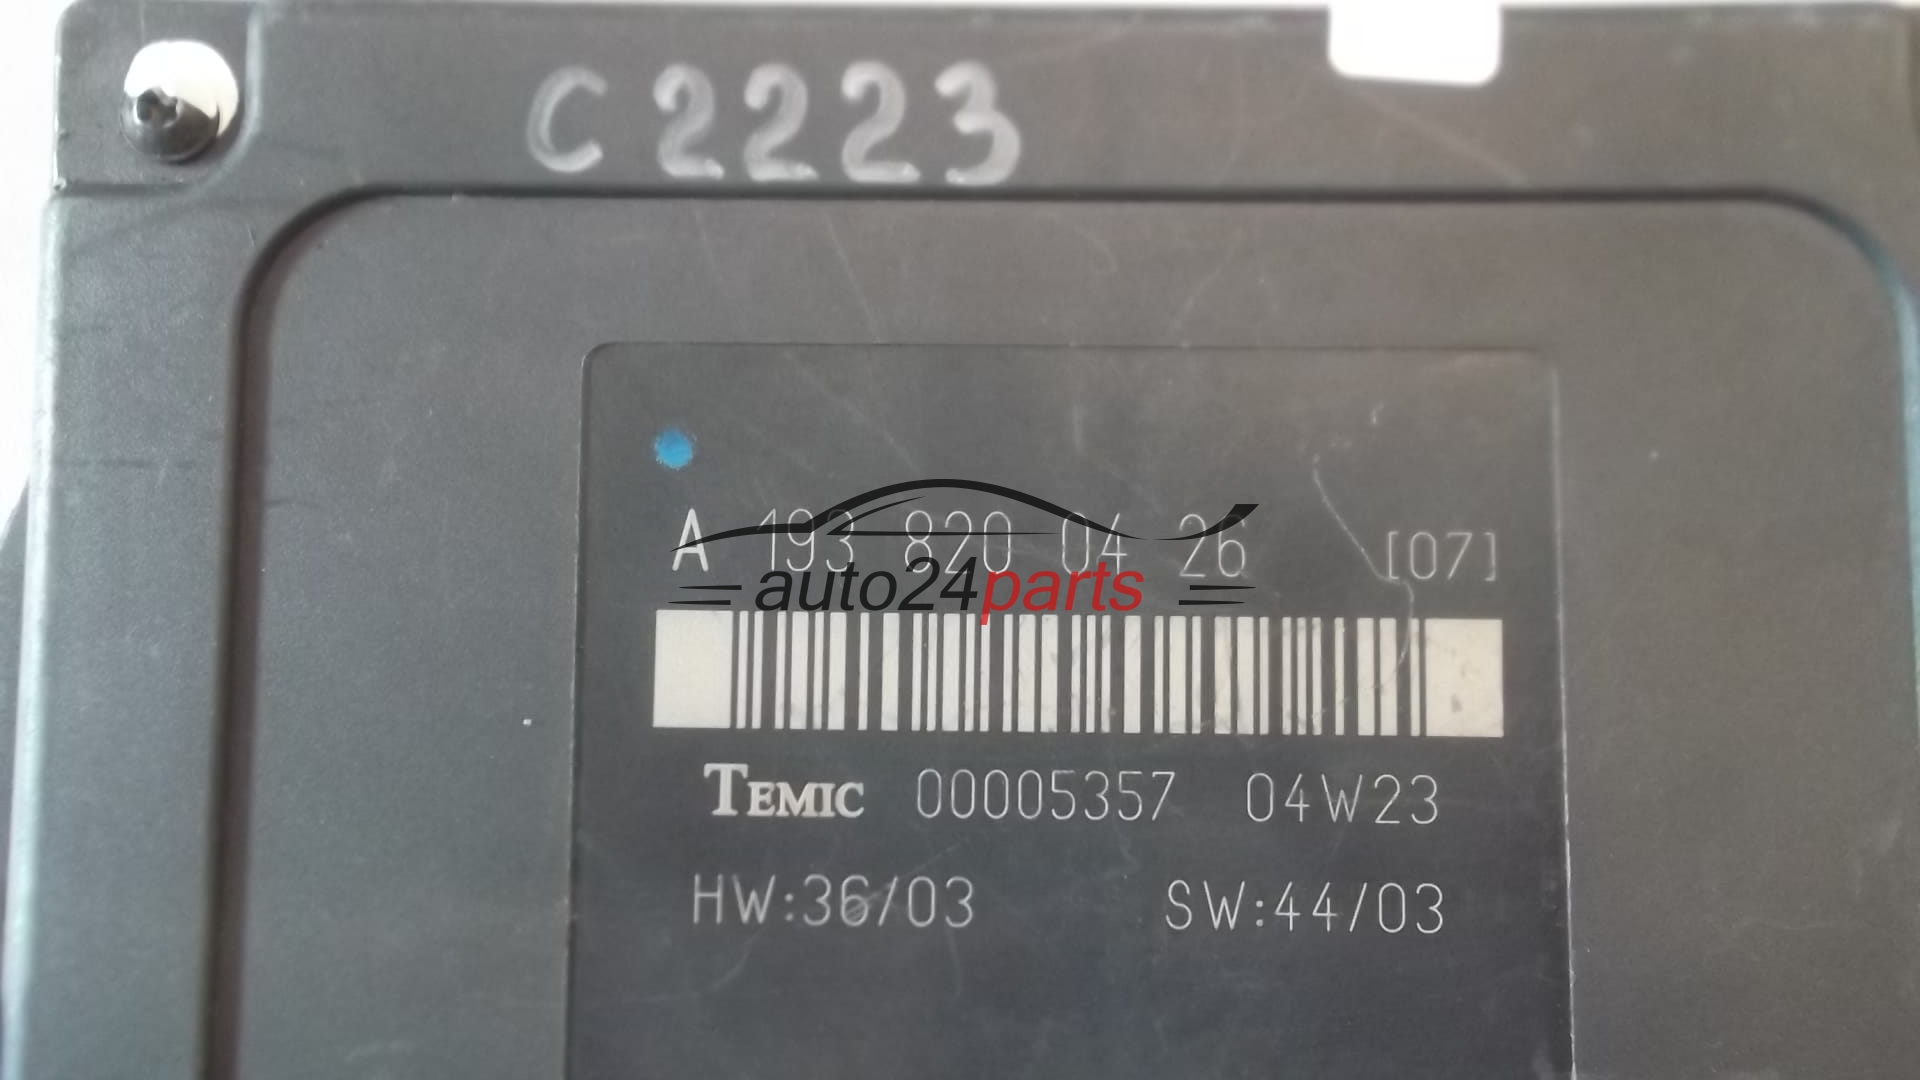 C2223
A 193 820 04 26 [07]
auto24parts
TEMIC 00005357 04W23
HW:36/03 SW:44/03